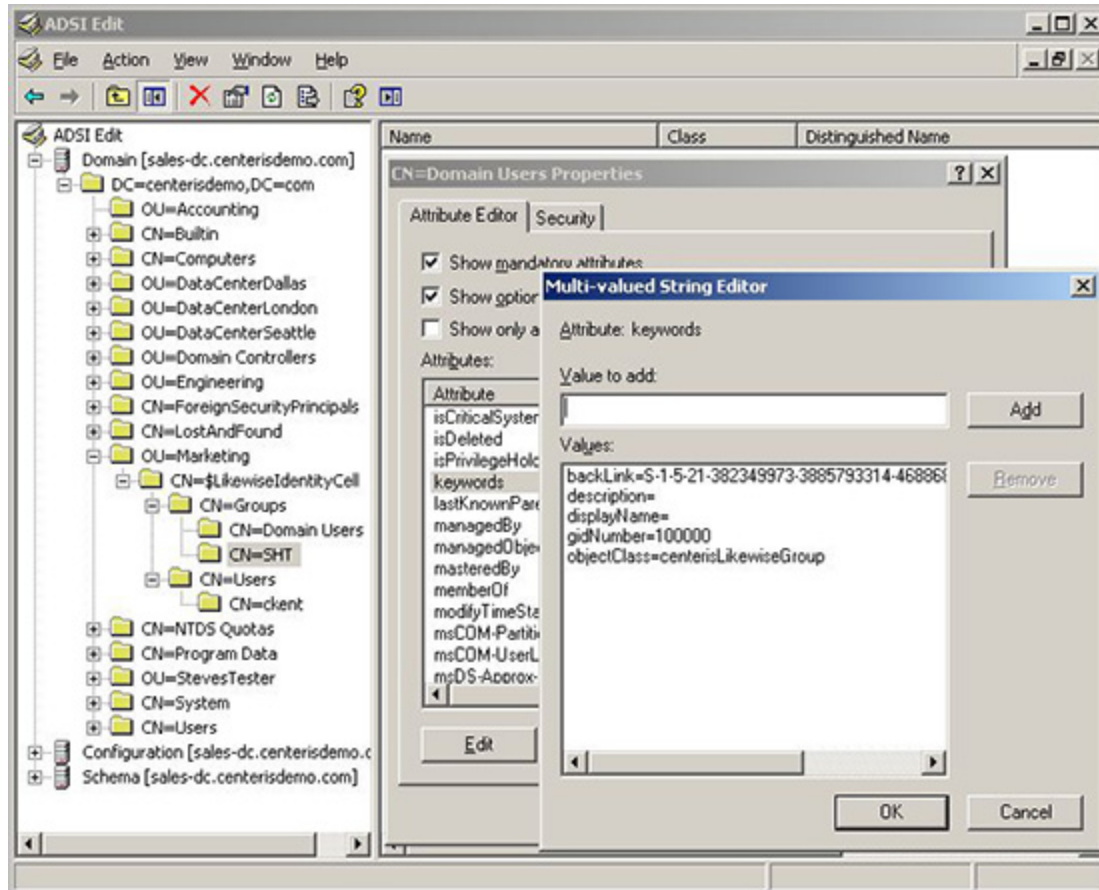 ADSI Edit
File Action View Window Help
ADSI Edit
Domain [sales-dc.centerisdemo.com]
DC=centerisdemo,DC=com
OU=Accounting
CN=Builtin
CN=Computers
OU=DataCenterDallas
OU=DataCenterLondon
OU=DataCenterSeattle
OU=Domain Controllers
OU=Engineering
CN=ForeignSecurityPrincipals
CN=LostAndFound
OU=Marketing
CN=$LikewiseIdentityCell
CN=Groups
CN=Domain Users
CN=SHT
CN=Users
CN=ckent
CN=NTDS Quotas
CN=Program Data
OU=StevesTester
CN=System
CN=Users
Configuration [sales-dc.centerisdemo.c
Schema [sales-dc.centerisdemo.com]
Name Class Distinguished Name
CN=Domain Users Properties
Attribute Editor Security
Show mandatory attributes
Show option
Show only a
Attributes:
Attribute
isCriticalSystem
isDeleted
isPrivilegeHold
keywords
lastKnownPare
managedBy
managedObje
masteredBy
memberOf
modifyTimeSta
msCOM-Partiti
msCOM-UserL
msDS-Approx-
Edit
Multi-valued String Editor
Attribute: keywords
Value to add:
Add
Values:
backLink=S-1-5-21-382349973-3885793314-468868
description=
displayName=
gidNumber=100000
objectClass=centerisLikewiseGroup
Remove
OK Cancel